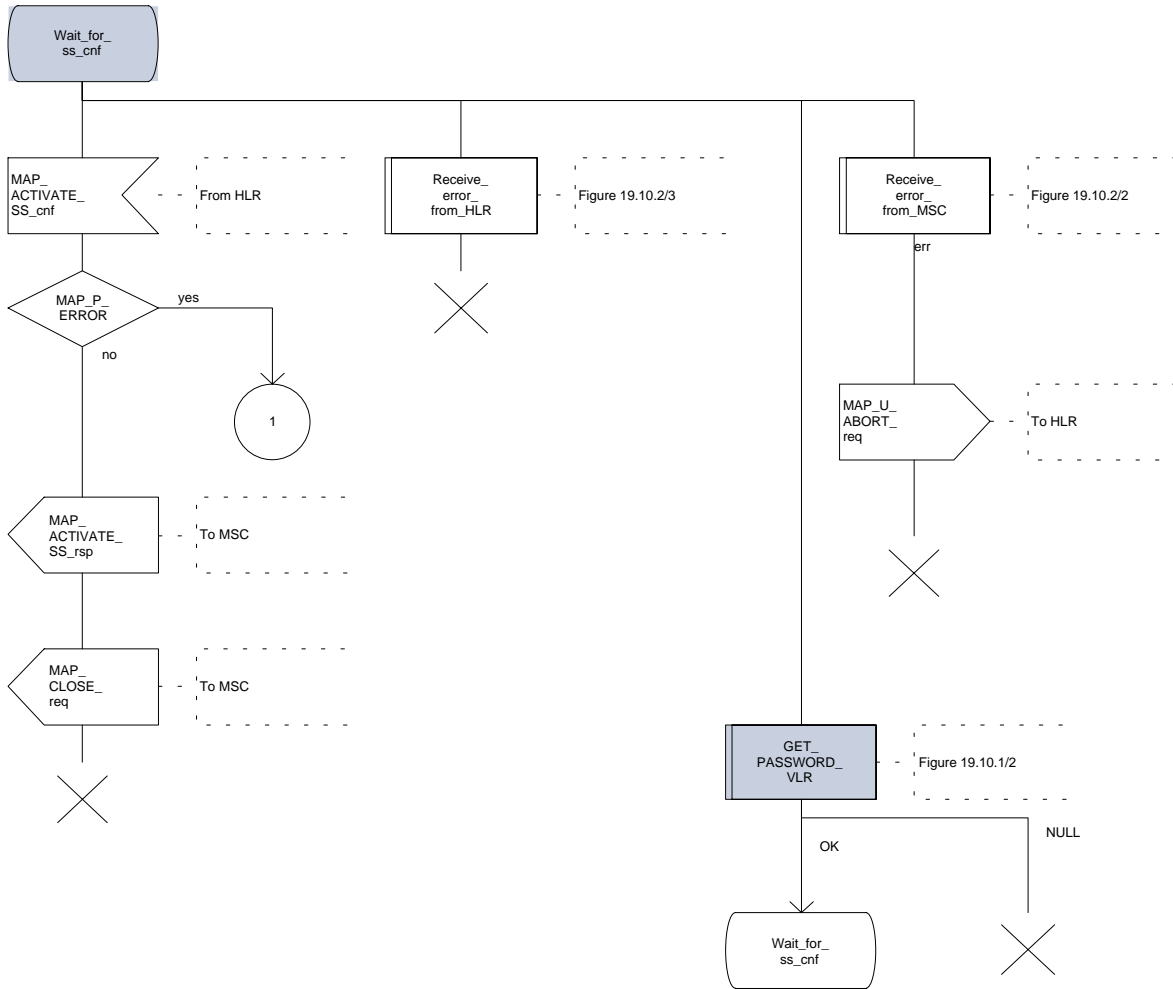 Wait_for_
ss_cnf
MAP_
ACTIVATE_
SS_cnf
From HLR
Receive_
error_
from_HLR
Figure 19.10.2/3
Receive_
error_
from_MSC
Figure 19.10.2/2
err
MAP_P_
ERROR
yes
no
1
MAP_U_
ABORT_
req
To HLR
MAP_
ACTIVATE_
SS_rsp
To MSC
MAP_
CLOSE_
req
To MSC
GET_
PASSWORD_
VLR
Figure 19.10.1/2
OK
NULL
Wait_for_
ss_cnf